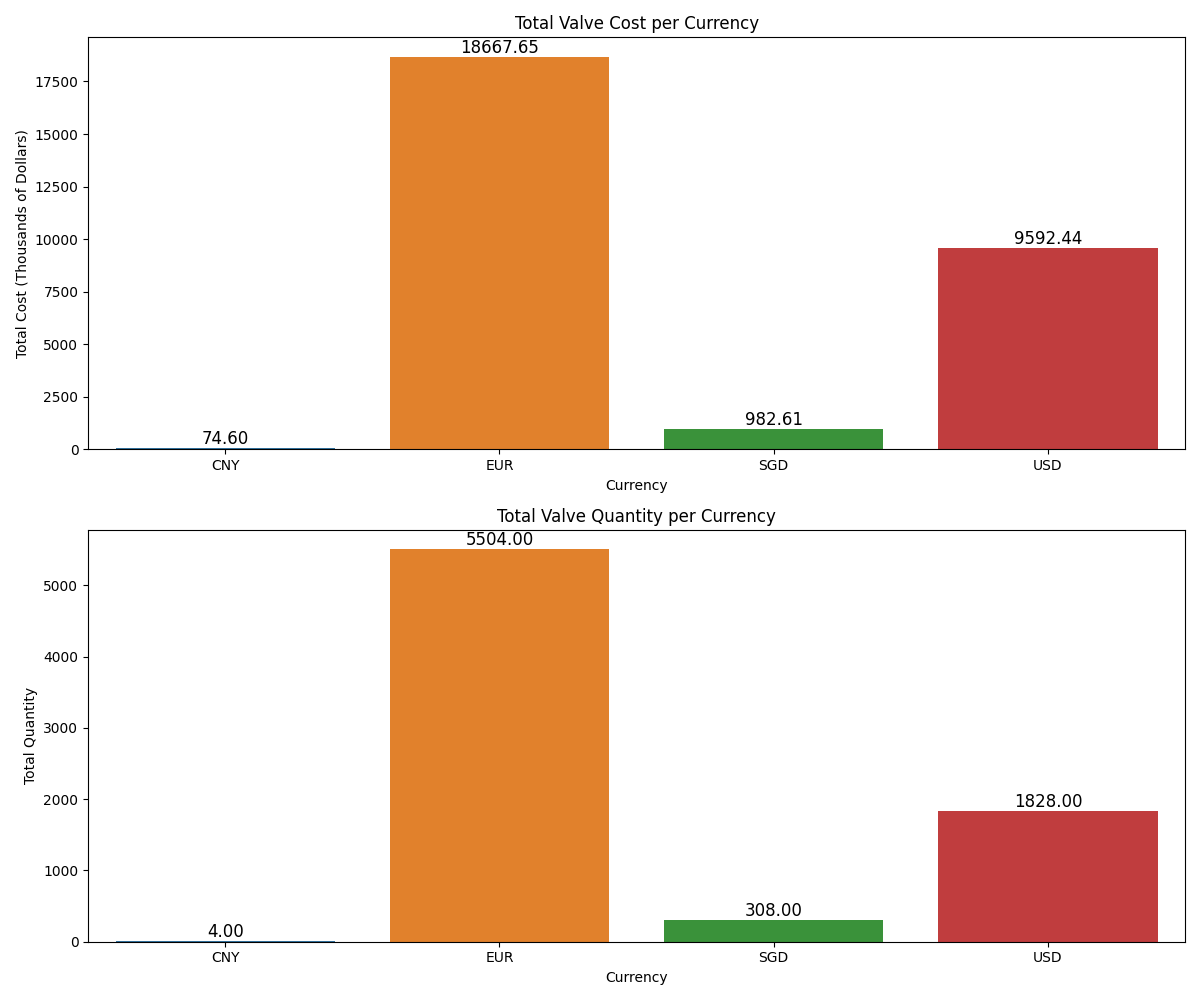 Total Valve Cost per Currency
18667.65
17500
15000
12500
10000
7500
5000
2500
0
Total Cost (Thousands of Dollars)
9592.44
982.61
74.60
CNY EUR SGD USD
Currency
Total Valve Quantity per Currency
5504.00
5000
4000
3000
2000
1000
0
Total Quantity
1828.00
308.00
4.00
CNY EUR SGD USD
Currency